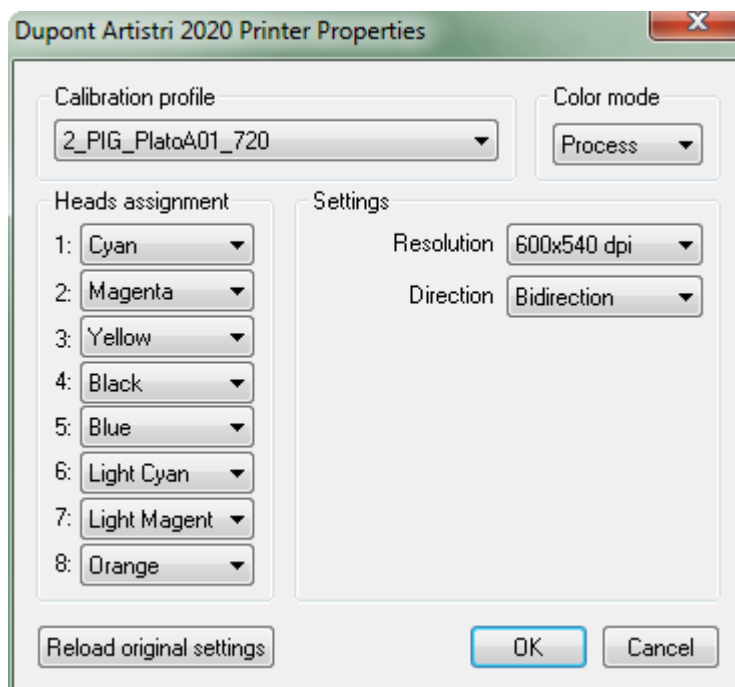 Dupont Artistri 2020 Printer Properties
Calibration profile
2_PIG_PlatoA01_720
Color mode
Process
Heads assignment
1: Cyan
2: Magenta
3: Yellow
4: Black
5: Blue
6: Light Cyan
7: Light Magent
8: Orange
Settings
Resolution 600x540 dpi
Direction Bidirection
Reload original settings
OK
Cancel